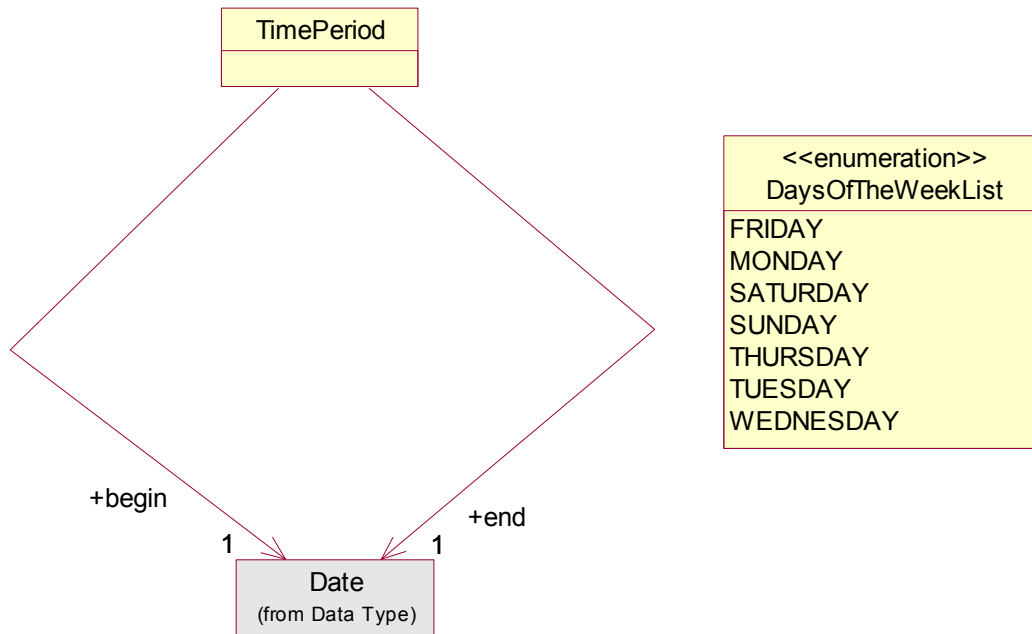 TimePeriod
<<enumeration>>
DaysOfTheWeekList
FRIDAY
MONDAY
SATURDAY
SUNDAY
THURSDAY
TUESDAY
WEDNESDAY
+begin
+end
1
1
Date
(from Data Type)